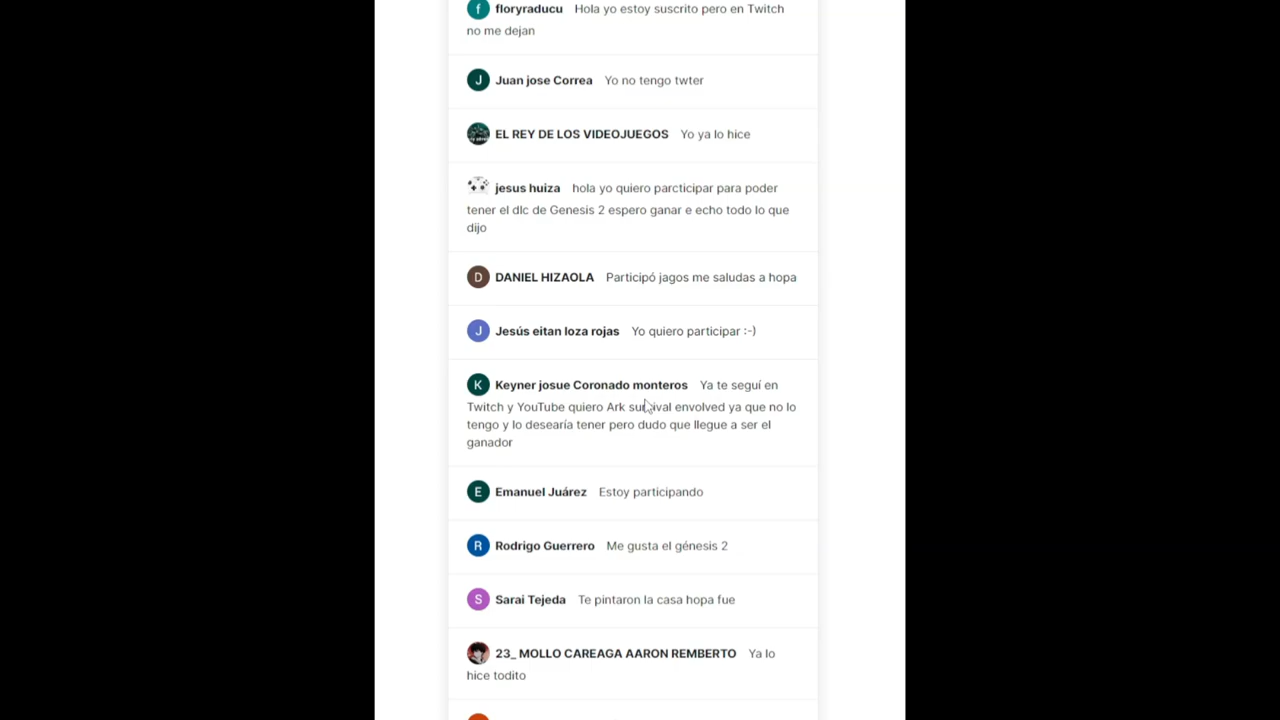 f floryraducu Hola yo estoy suscrito pero en Twitch
no me dejan
J Juan jose Correa Yo no tengo twter
EL REY DE LOS VIDEOJUEGOS Yo ya lo hice
jesus huiza hola yo quiero parcticipar para poder
tener el dlc de Genesis 2 espero ganar e echo todo lo que
dijo
D DANIEL HIZAOLA Participó jagos me saludas a hopa
J Jesús eitan loza rojas Yo quiero participar :-)
K Keyner josue Coronado monteros Ya te seguí en
Twitch y YouTube quiero Ark survival envolved ya que no lo
tengo y lo desearía tener pero dudo que llegue a ser el
ganador
E Emanuel Juárez Estoy participando
R Rodrigo Guerrero Me gusta el génesis 2
S Sarai Tejeda Te pintaron la casa hopa fue
23_ MOLLO CAREAGA AARON REMBERTO Ya lo
hice todito